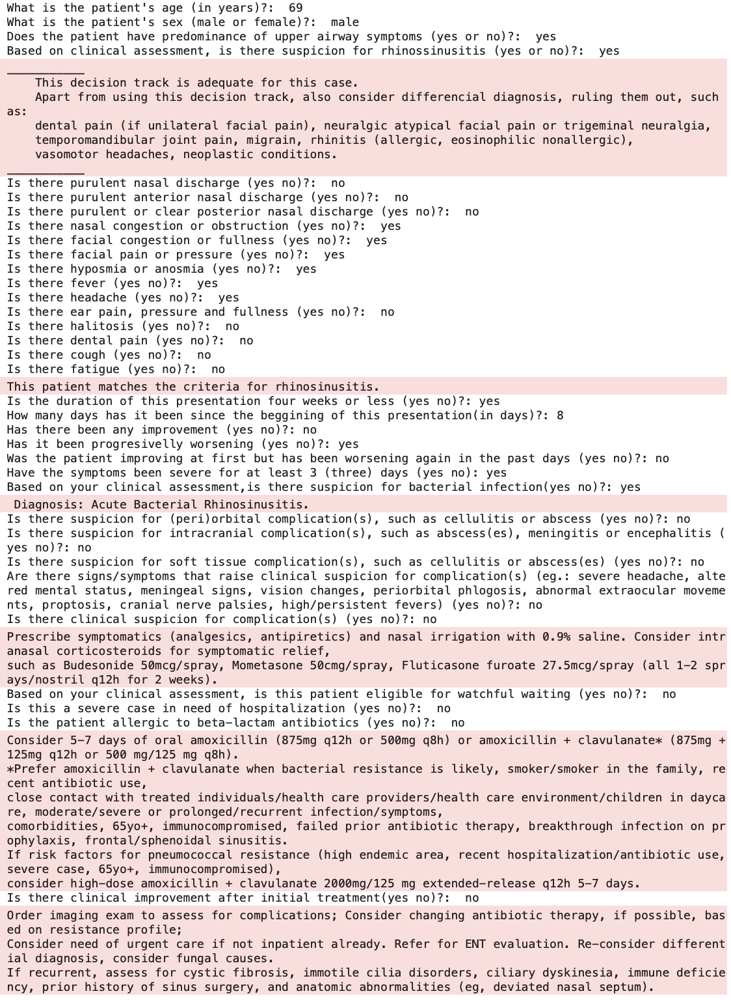 What is the patient's age (in years)?:  69
What is the patient's sex (male or female)?:  male
Does the patient have predominance of upper airway symptoms (yes or no)?:  yes
Based on clinical assessment, is there suspicion for rhinossinusitis (yes or no)?:  yes
___________
    This decision track is adequate for this case.
    Apart from using this decision track, also consider differencial diagnosis, ruling them out, such
as:
    dental pain (if unilateral facial pain), neuralgic atypical facial pain or trigeminal neuralgia,
    temporomandibular joint pain, migrain, rhinitis (allergic, eosinophilic nonallergic),
    vasomotor headaches, neoplastic conditions.
___________
Is there purulent nasal discharge (yes no)?:  no
Is there purulent anterior nasal discharge (yes no)?:  no
Is there purulent or clear posterior nasal discharge (yes no)?:  no
Is there nasal congestion or obstruction (yes no)?:  yes
Is there facial congestion or fullness (yes no)?:  yes
Is there facial pain or pressure (yes no)?:  yes
Is there hyposmia or anosmia (yes no)?:  yes
Is there fever (yes no)?:  yes
Is there headache (yes no)?:  yes
Is there ear pain, pressure and fullness (yes no)?:  no
Is there halitosis (yes no)?:  no
Is there dental pain (yes no)?:  no
Is there cough (yes no)?:  no
Is there fatigue (yes no)?:  no
This patient matches the criteria for rhinosinusitis.
Is the duration of this presentation four weeks or less (yes no)?: yes
How many days has it been since the beggining of this presentation(in days)?: 8
Has there been any improvement (yes no)?: no
Has it been progresivelly worsening (yes no)?: yes
Was the patient improving at first but has been worsening again in the past days (yes no)?: no
Have the symptoms been severe for at least 3 (three) days (yes no): yes
Based on your clinical assessment,is there suspicion for bacterial infection(yes no)?: yes
 Diagnosis: Acute Bacterial Rhinosinusitis.
Is there suspicion for (peri)orbital complication(s), such as cellulitis or abscess (yes no)?: no
Is there suspicion for intracranial complication(s), such as abscess(es), meningitis or encephalitis (
yes no)?: no
Is there suspicion for soft tissue complication(s), such as cellulitis or abscess(es) (yes no)?: no
Are there signs/symptoms that raise clinical suspicion for complication(s) (eg.: severe headache, alte
red mental status, meningeal signs, vision changes, periorbital phlogosis, abnormal extraocular moveme
nts, proptosis, cranial nerve palsies, high/persistent fevers) (yes no)?: no
Is there clinical suspicion for complication(s) (yes no)?: no
Prescribe symptomatics (analgesics, antipiretics) and nasal irrigation with 0.9% saline. Consider intr
anasal corticosteroids for symptomatic relief,
such as Budesonide 50mcg/spray, Mometasone 50cmg/spray, Fluticasone furoate 27.5mcg/spray (all 1-2 spr
ays/nostril q12h for 2 weeks).
Based on your clinical assessment, is this patient eligible for watchful waiting (yes no)?:  no
Is this a severe case in need of hospitalization (yes no)?:  no
Is the patient allergic to beta-lactam antibiotics (yes no)?:  no
Consider 5-7 days of oral amoxicillin (875mg q12h or 500mg q8h) or amoxicillin + clavulanate* (875mg +
125mg q12h or 500 mg/125 mg q8h).
*Prefer amoxicillin + clavulanate when bacterial resistance is likely, smoker/smoker in the family, re
cent antibiotic use,
close contact with treated individuals/health care providers/health care environment/children in dayca
re, moderate/severe or prolonged/recurrent infection/symptoms,
comorbidities, 65yo+, immunocompromised, failed prior antibiotic therapy, breakthrough infection on pr
ophylaxis, frontal/sphenoidal sinusitis.
If risk factors for pneumococcal resistance (high endemic area, recent hospitalization/antibiotic use,
severe case, 65yo+, immunocompromised),
consider high-dose amoxicillin + clavulanate 2000mg/125 mg extended-release q12h 5-7 days.
Is there clinical improvement after initial treatment(yes no)?:  no
Order imaging exam to assess for complications; Consider changing antibiotic therapy, if possible, bas
ed on resistance profile;
Consider need of urgent care if not inpatient already. Refer for ENT evaluation. Re-consider different
ial diagnosis, consider fungal causes.
If recurrent, assess for cystic fibrosis, immotile cilia disorders, ciliary dyskinesia, immune deficie
ncy, prior history of sinus surgery, and anatomic abnormalities (eg, deviated nasal septum).